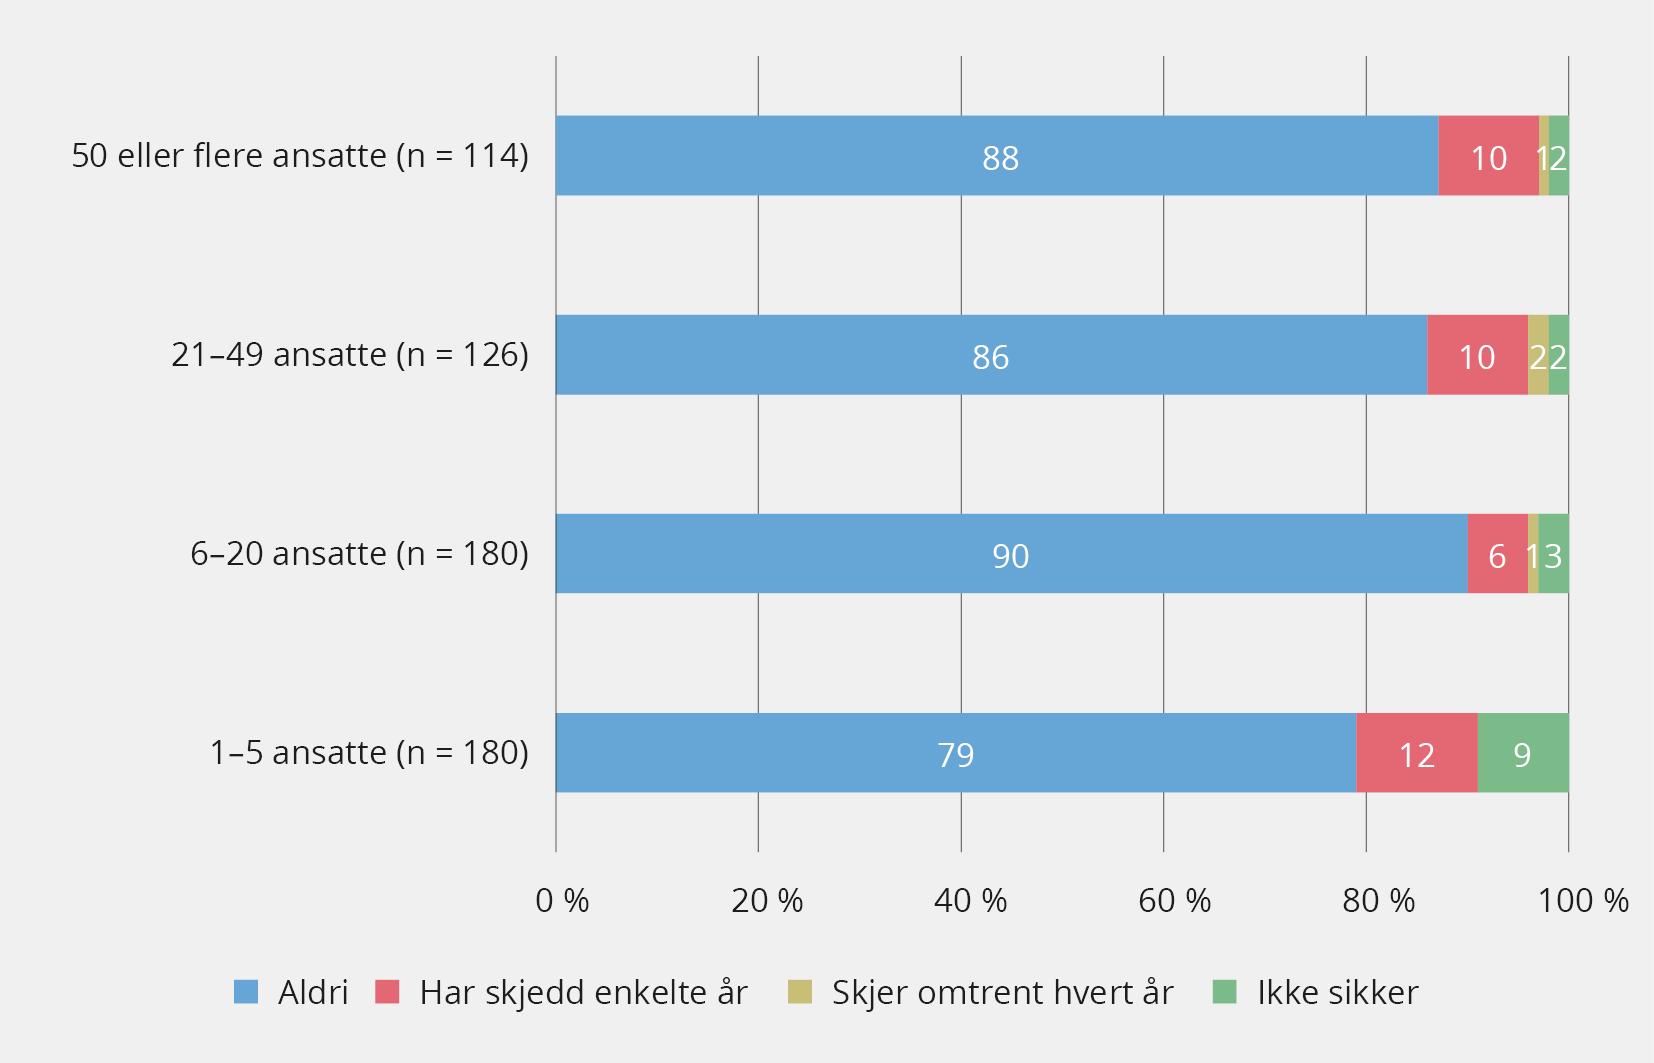 50 eller flere ansatte (n = 114) 88 10 1 2
21–49 ansatte (n = 126) 86 10 2 2
6–20 ansatte (n = 180) 90 6 1 3
1–5 ansatte (n = 180) 79 12 9
0 % 20 % 40 % 60 % 80 % 100 %
Aldri Har skjedd enkelte år Skjer omtrent hvert år Ikke sikker